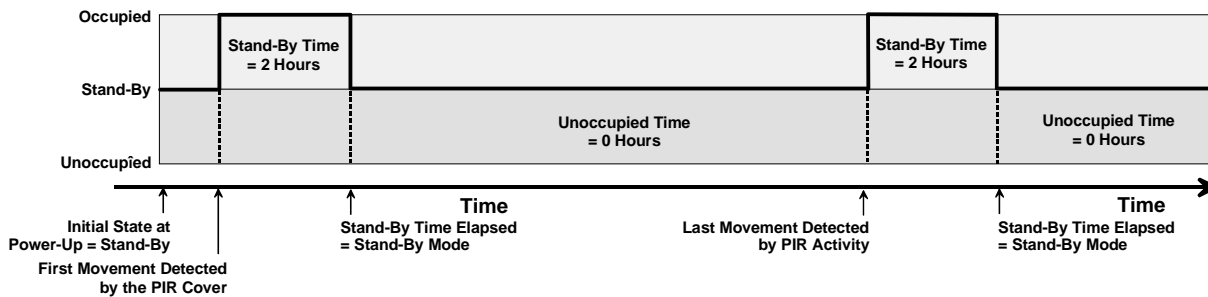 Occupied
Stand-By Time
= 2 Hours
Stand-By Time
= 2 Hours
Stand-By
Unoccupied Time
= 0 Hours
Unoccupied Time
= 0 Hours
Unoccupied
Time
Time
Initial State at
Power-Up = Stand-By
Stand-By Time Elapsed
= Stand-By Mode
Last Movement Detected
by PIR Activity
Stand-By Time Elapsed
= Stand-By Mode
First Movement Detected
by the PIR Cover